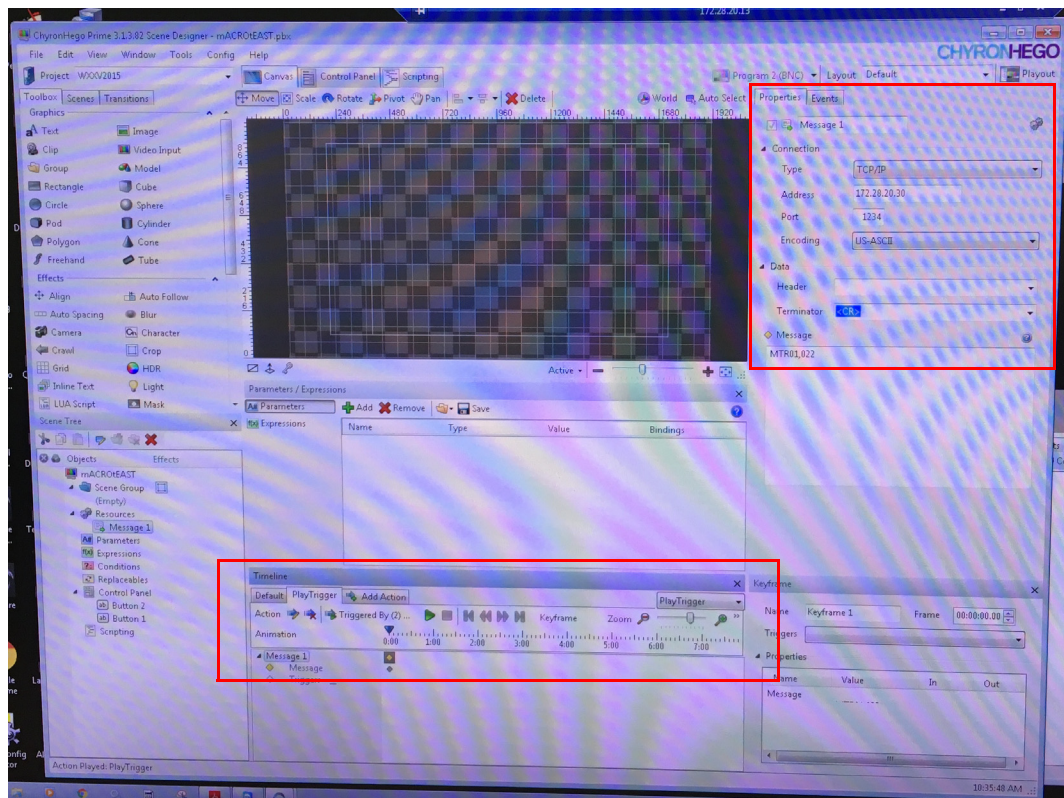 172.28.20.13
ChyronHego Prime 3.1.3.82 Scene Designer - mACROtEAST.pbx
File Edit View Window Tools Config Help
CHYRONHEGO
Project WXXV2015
Canvas Control Panel Scripting
Program 2 (BNC) Layout Default Playout
Toolbox Scenes Transitions
Move Scale Rotate Pivot Pan Delete World Auto Select
Properties Events
Graphics
0 240 480 720 960 1200 1440 1680 1920
Text Image
Clip Video Input
Group Model
Rectangle Cube
Circle Sphere
Pod Cylinder
Polygon Cone
Freehand Tube
Effects
Align Auto Follow
Auto Spacing Blur
Camera Character
Crawl Crop
Grid HDR
Inline Text Light
LUA Script Mask
Message 1
Connection
Type TCP/IP
Address 172.28.20.30
Port 1234
Encoding US-ASCII
Data
Header
Terminator <CR>
Message
MTR01,022
Active
Parameters / Expressions
Parameters Add Remove Save
Expressions
Name Type Value Bindings
Scene Tree
Objects Effects
mACROtEAST
Scene Group
(Empty)
Resources
Message 1
Parameters
Expressions
Conditions
Replaceables
Control Panel
Button 2
Button 1
Scripting
Timeline
Default PlayTrigger Add Action
PlayTrigger
Action Triggered By (2) ... Keyframe Zoom
Animation
0:00 1:00 2:00 3:00 4:00 5:00 6:00 7:00
Message 1
Message
Keyframe
Name Keyframe 1 Frame 00:00:00.00
Triggers
Properties
Name Value In Out
Message
Action Played: PlayTrigger
10:35:48 AM